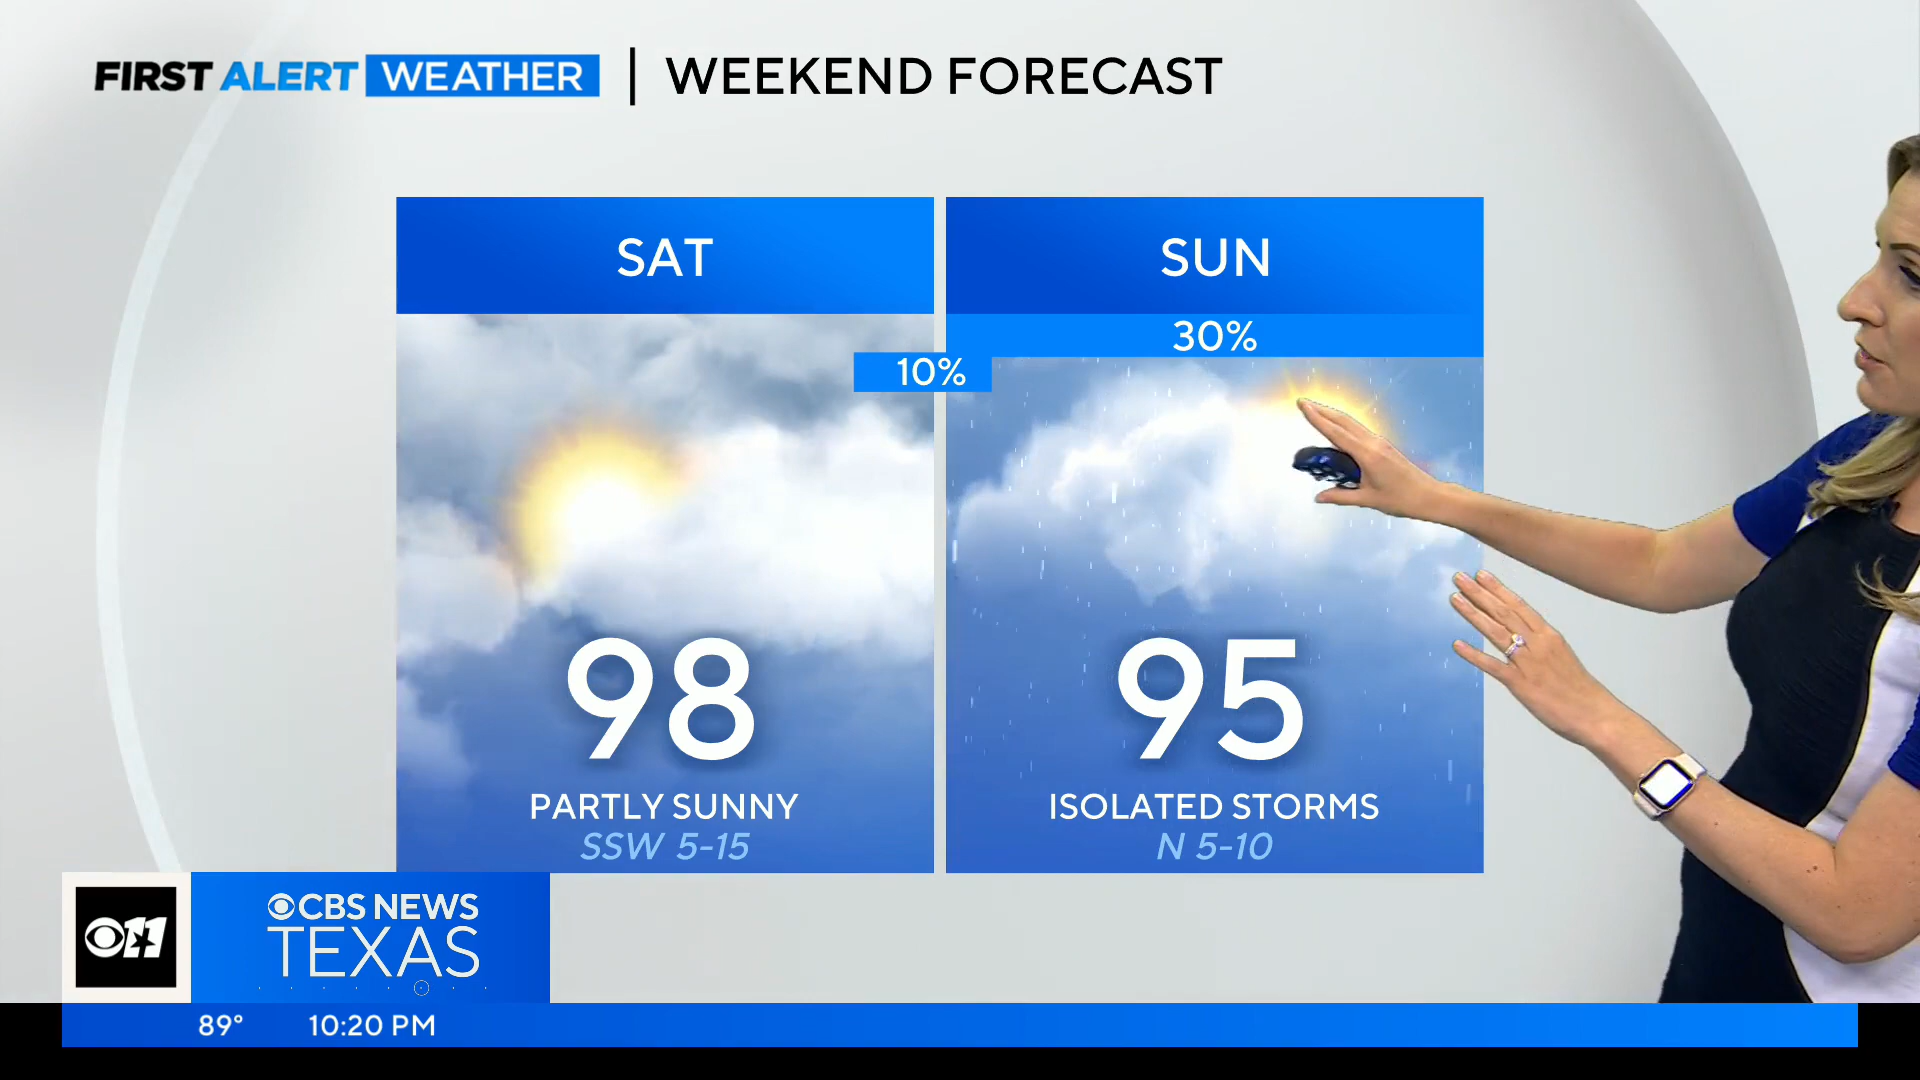 FIRST ALERT WEATHER | WEEKEND FORECAST
SAT
SUN
30%
10%
98
PARTLY SUNNY
SSW 5-15
95
ISOLATED STORMS
N 5-10
11
CBS NEWS
TEXAS
89° 10:20 PM